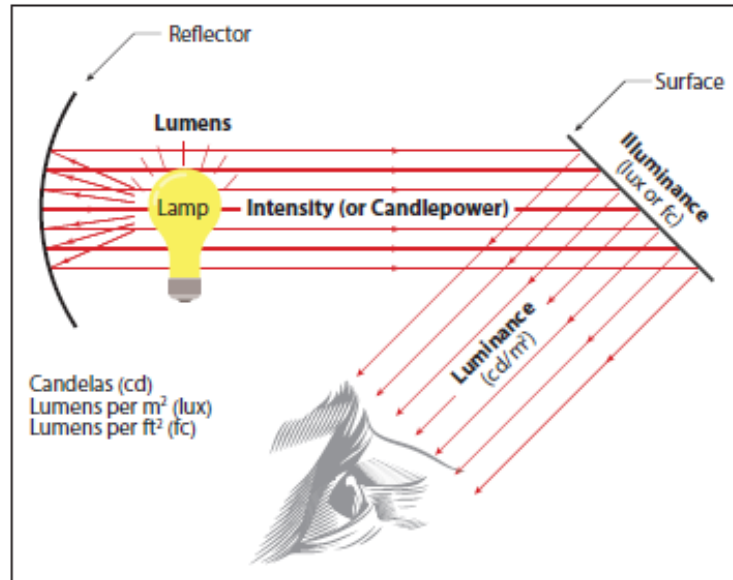 Reflector
Surface
Lumens
Illuminance
(lux or fc)
Lamp
Intensity (or Candlepower)
Luminance
(cd/m²)
Candelas (cd)
Lumens per m² (lux)
Lumens per ft² (fc)